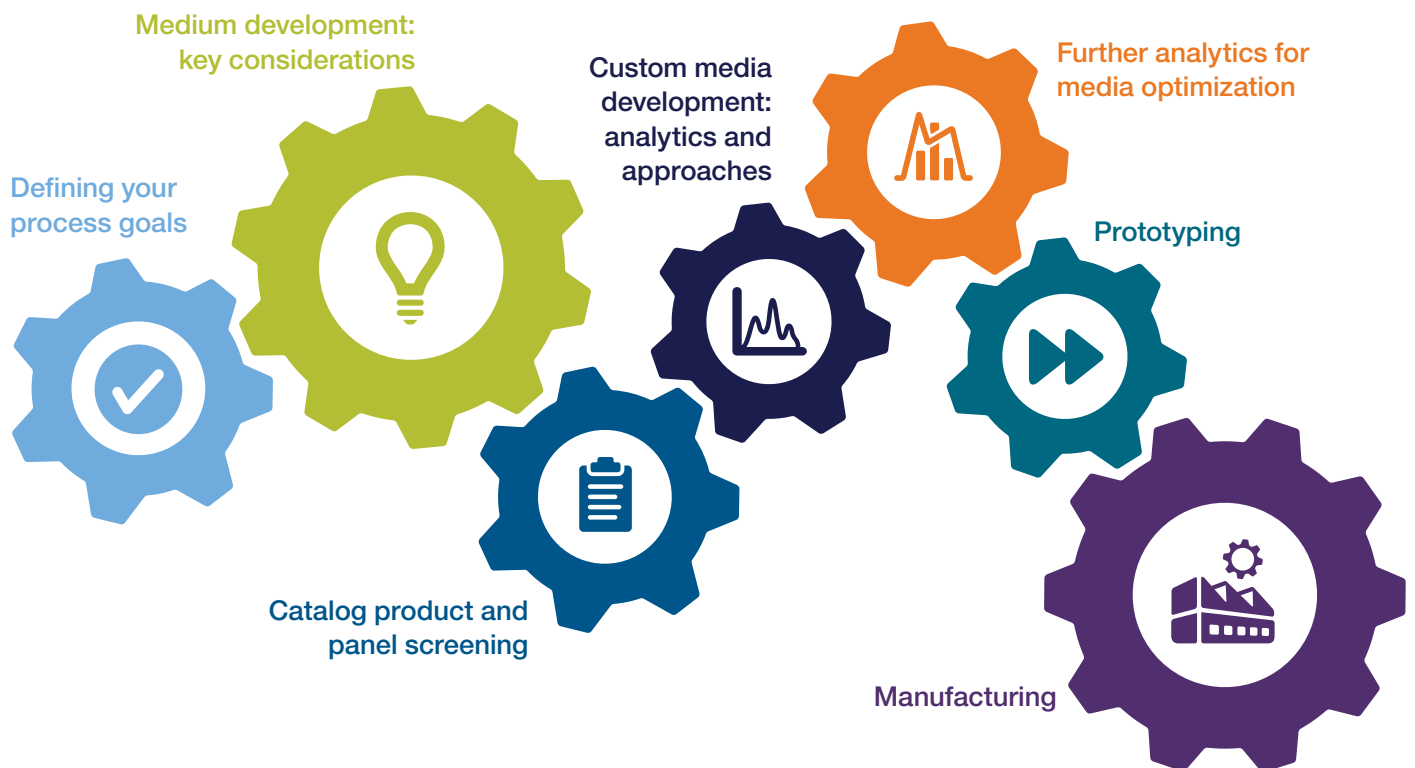 Defining your
process goals
Medium development:
key considerations
Catalog product and
panel screening
Custom media
development:
analytics and
approaches
Further analytics for
media optimization
Prototyping
Manufacturing